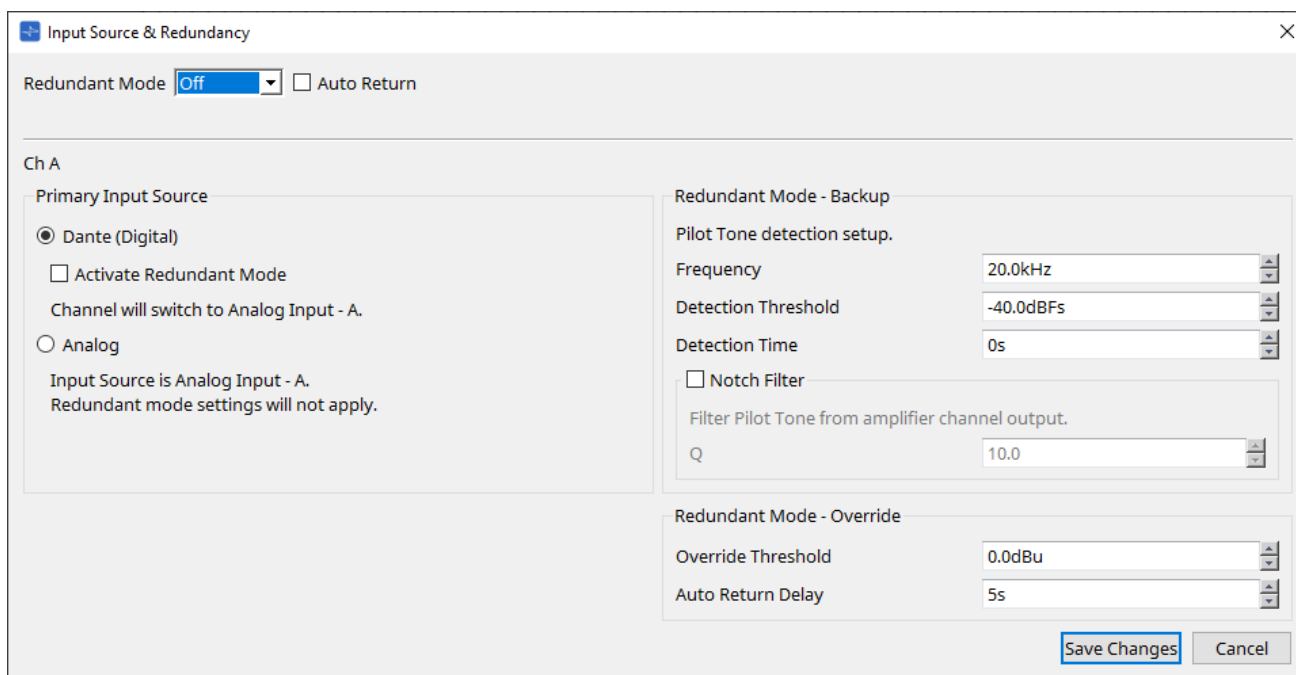 Input Source & Redundancy
Redundant Mode Off Auto Return
Ch A
Primary Input Source
Dante (Digital)
Activate Redundant Mode
Channel will switch to Analog Input - A.
Analog
Input Source is Analog Input - A.
Redundant mode settings will not apply.
Redundant Mode - Backup
Pilot Tone detection setup.
Frequency 20.0kHz
Detection Threshold -40.0dBFs
Detection Time 0s
Notch Filter
Filter Pilot Tone from amplifier channel output.
Q 10.0
Redundant Mode - Override
Override Threshold 0.0dBu
Auto Return Delay 5s
Save Changes Cancel